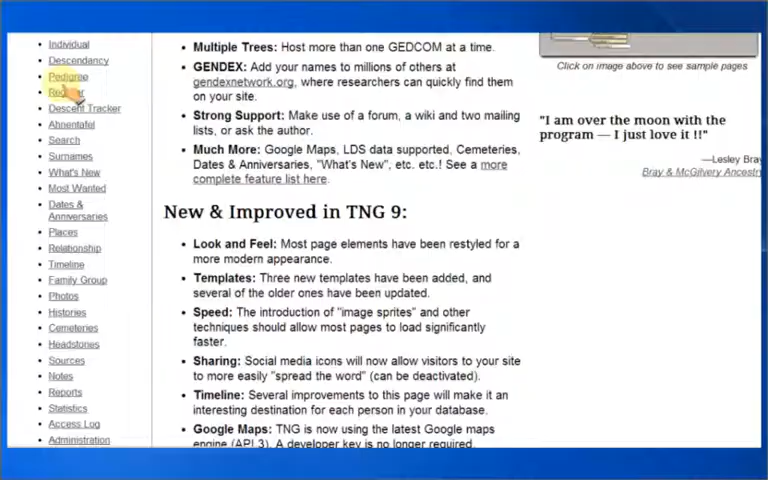 Individual
Descendancy
Pedigree
Descent Tracker
Ahnentafel
Search
Surnames
What's New
Most Wanted
Dates &
Anniversaries
Places
Relationship
Timeline
Family Group
Photos
Histories
Cemeteries
Headstones
Sources
Notes
Reports
Statistics
Access Log
Administration
Multiple Trees: Host more than one GEDCOM at a time.
GENDEX: Add your names to millions of others at
gendexnetwork.org, where researchers can quickly find them
on your site.
Strong Support: Make use of a forum, a wiki and two mailing
lists, or ask the author.
Much More: Google Maps, LDS data supported, Cemeteries,
Dates & Anniversaries, "What's New", etc. etc.! See a more
complete feature list here.
New & Improved in TNG 9:
Look and Feel: Most page elements have been restyled for a
more modern appearance.
Templates: Three new templates have been added, and
several of the older ones have been updated.
Speed: The introduction of "image sprites" and other
techniques should allow most pages to load significantly
faster.
Sharing: Social media icons will now allow visitors to your site
to more easily "spread the word" (can be deactivated).
Timeline: Several improvements to this page will make it an
interesting destination for each person in your database.
Google Maps: TNG is now using the latest Google maps
engine (API 3). A developer key is no longer required.
Click on image above to see sample pages
"I am over the moon with the
program — I just love it !!"
—Lesley Bray
Bray & McGilvery Ancestr